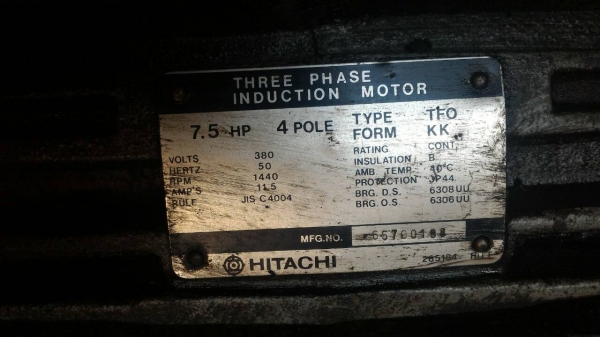 THREE PHASE
INDUCTION MOTOR
7.5 HP 4 POLE TYPE TFO
FORM KK
VOLTS 380
HERTZ 50
RPM 1440
AMP'S 11.5
RULE JIS C4004
RATING CONT.
INSULATION B
AMB TEMP. 40°C
PROTECTION JP44
BRG. D.S. 6308UU
BRG. O.S. 6306UU
MFG.NO.
HITACHI